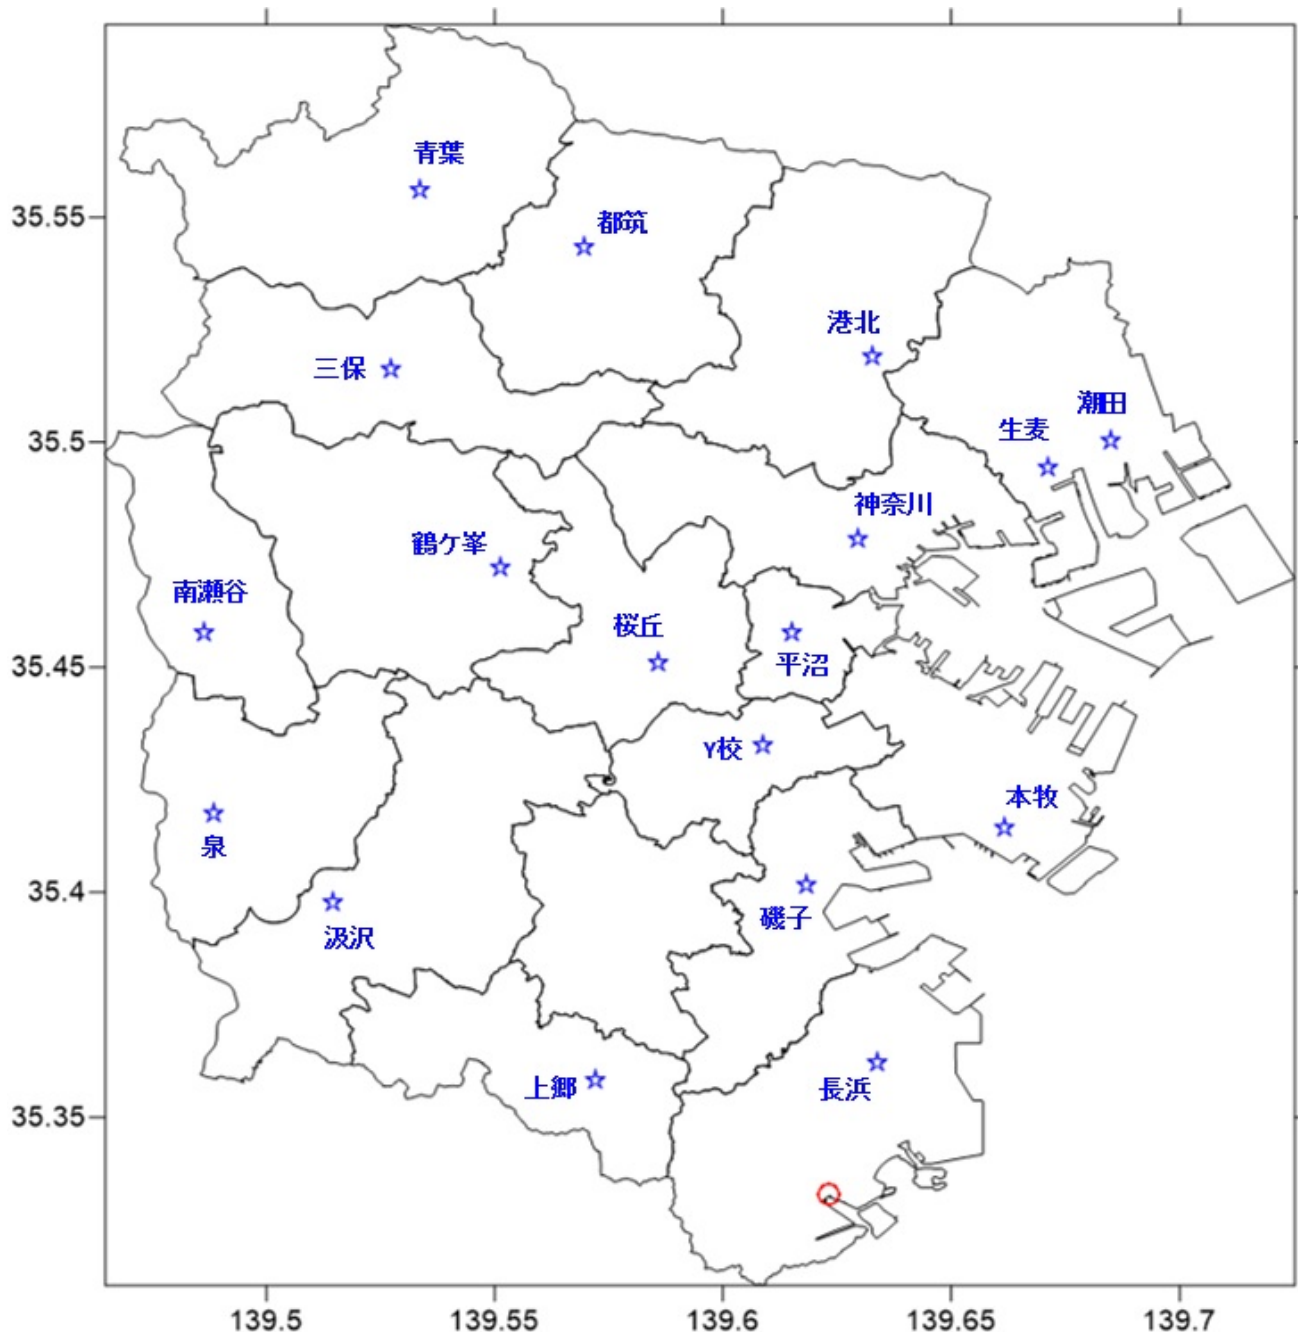 青葉
35.55
都筑
港北
三保
潮田
生麦
35.5
神奈川
鶴ケ峯
南瀬谷
桜丘
平沼
35.45
Y校
本牧
泉
35.4
磯子
汲沢
上郷
長浜
35.35
139.5
139.55
139.6
139.65
139.7